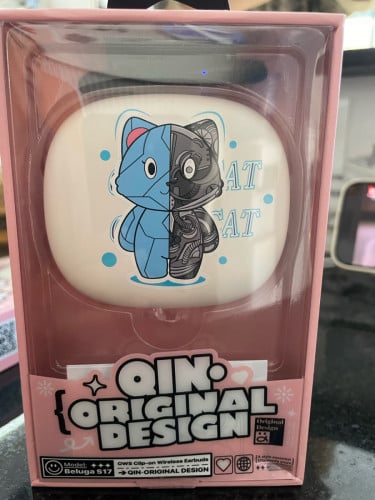 CAT
CAT
QIN·
{ORIGINAL
DESIGN
Original
Design
Model:
Beluga S17
OWS Clip-on Wireless Earbuds
→ QIN-ORIGINAL DESIGN